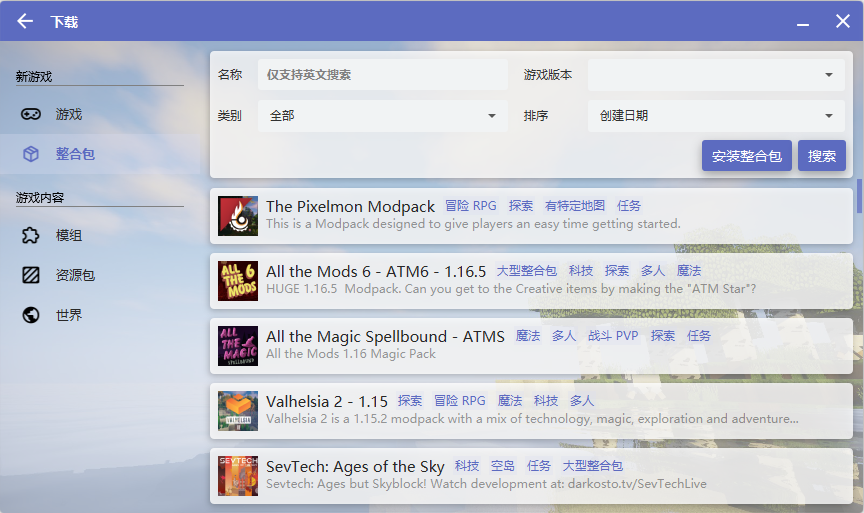 下载
新游戏
游戏
整合包
游戏内容
模组
资源包
世界
名称 仅支持英文搜索 游戏版本
类别 全部 排序 创建日期
安装整合包 搜索
The Pixelmon Modpack 冒险 RPG 探索 有特定地图 任务
This is a Modpack designed to give players an easy time getting started.
ALL THE 6 MODS
All the Mods 6 - ATM6 - 1.16.5 大型整合包 科技 探索 多人 魔法
HUGE 1.16.5 Modpack. Can you get to the Creative items by making the "ATM Star"?
ALL THE MAGIC SPELLBOUND
All the Magic Spellbound - ATMS 魔法 多人 战斗 PVP 探索 任务
All the Mods 1.16 Magic Pack
VALHELSIA
Valhelsia 2 - 1.15 探索 冒险 RPG 魔法 科技 多人
Valhelsia 2 is a 1.15.2 modpack with a mix of technology, magic, exploration and adventure...
SEVTECH
SevTech: Ages of the Sky 科技 空岛 任务 大型整合包
Sevtech: Ages but Skyblock! Watch development at: darkosto.tv/SevTechLive